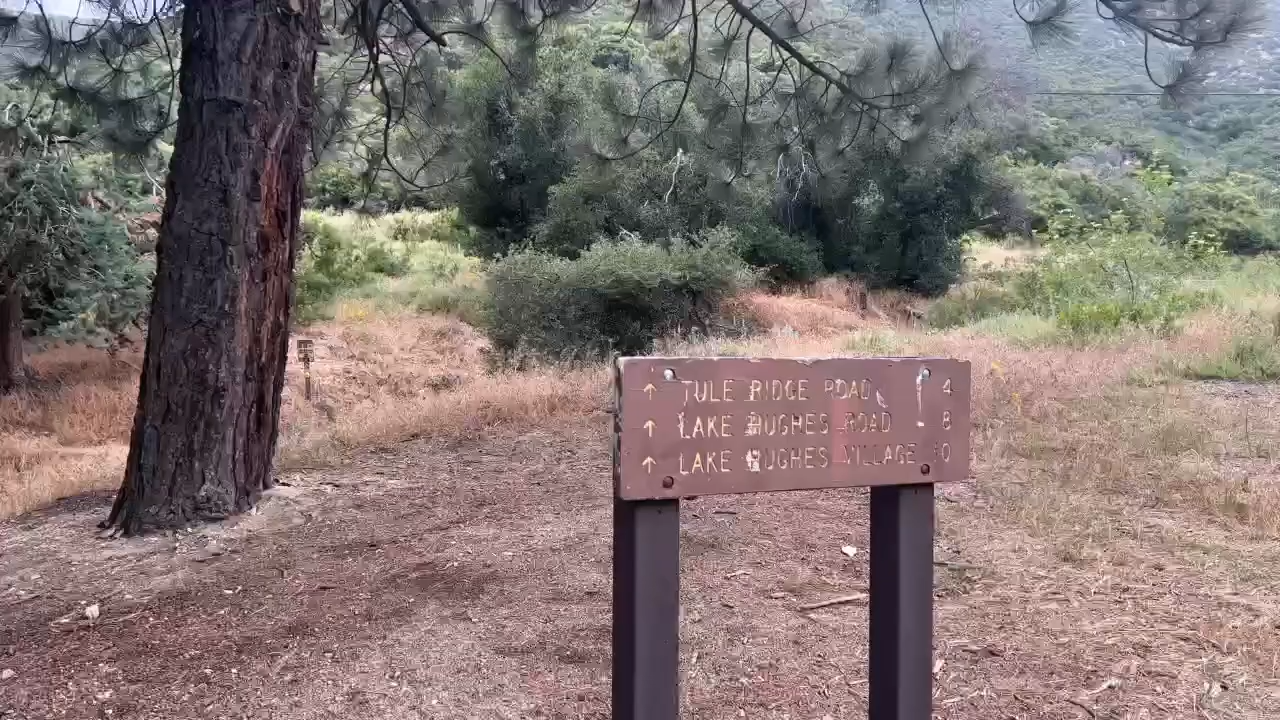 ↑ TULE RIDGE ROAD 4
↑ LAKE HUGHES ROAD 8
↑ LAKE HUGHES VILLAGE 10